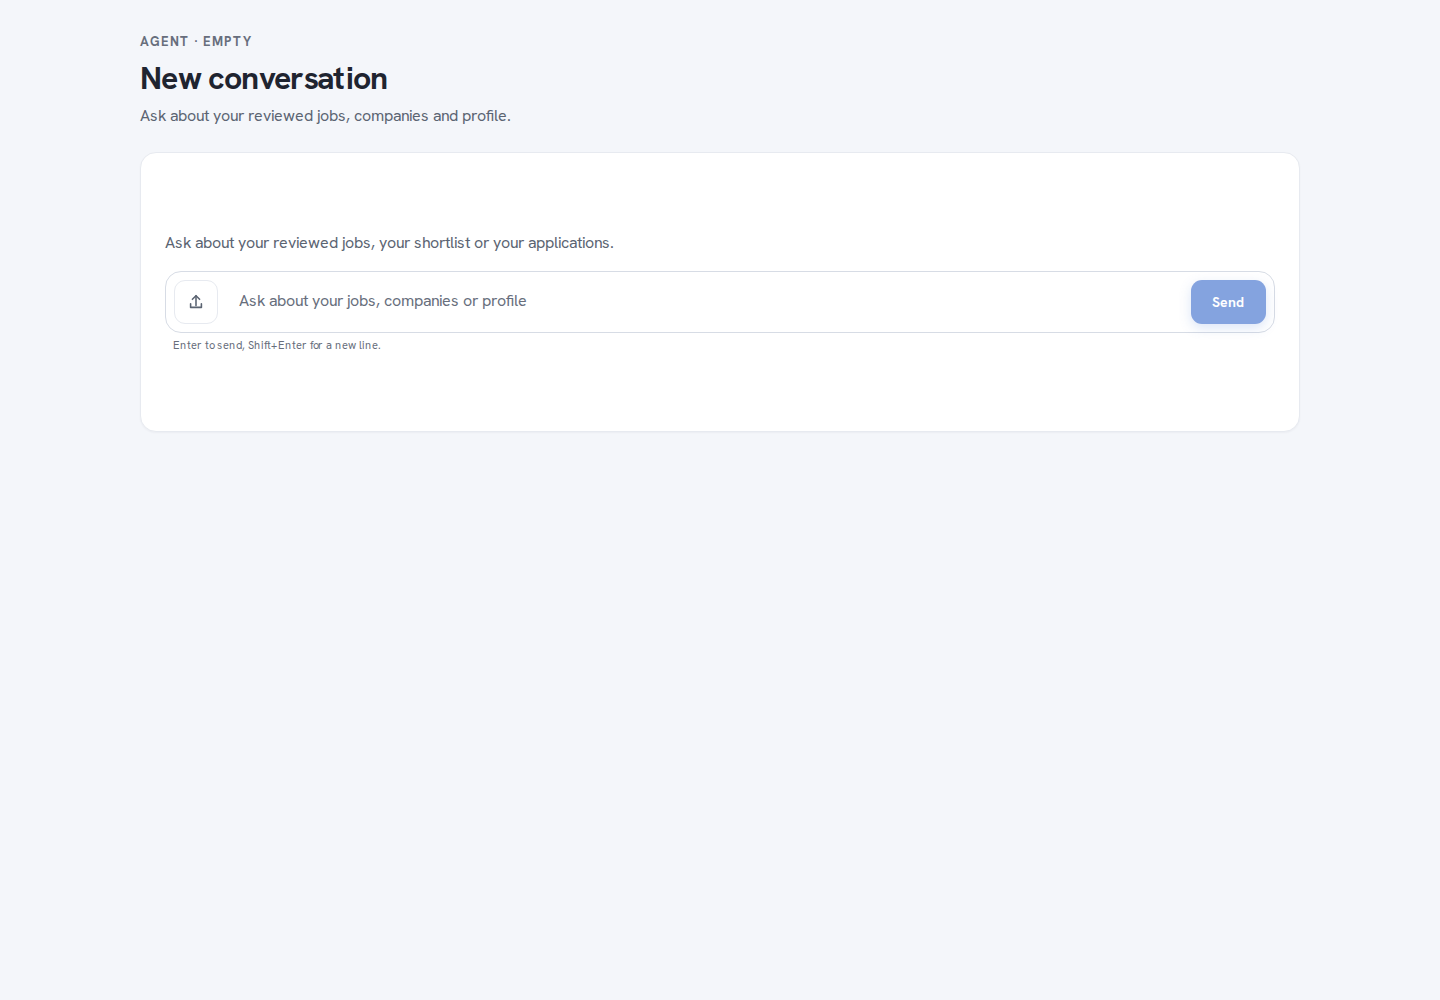 AGENT · EMPTY
New conversation
Ask about your reviewed jobs, companies and profile.
Ask about your reviewed jobs, your shortlist or your applications.
Ask about your jobs, companies or profile
Send
Enter to send, Shift+Enter for a new line.